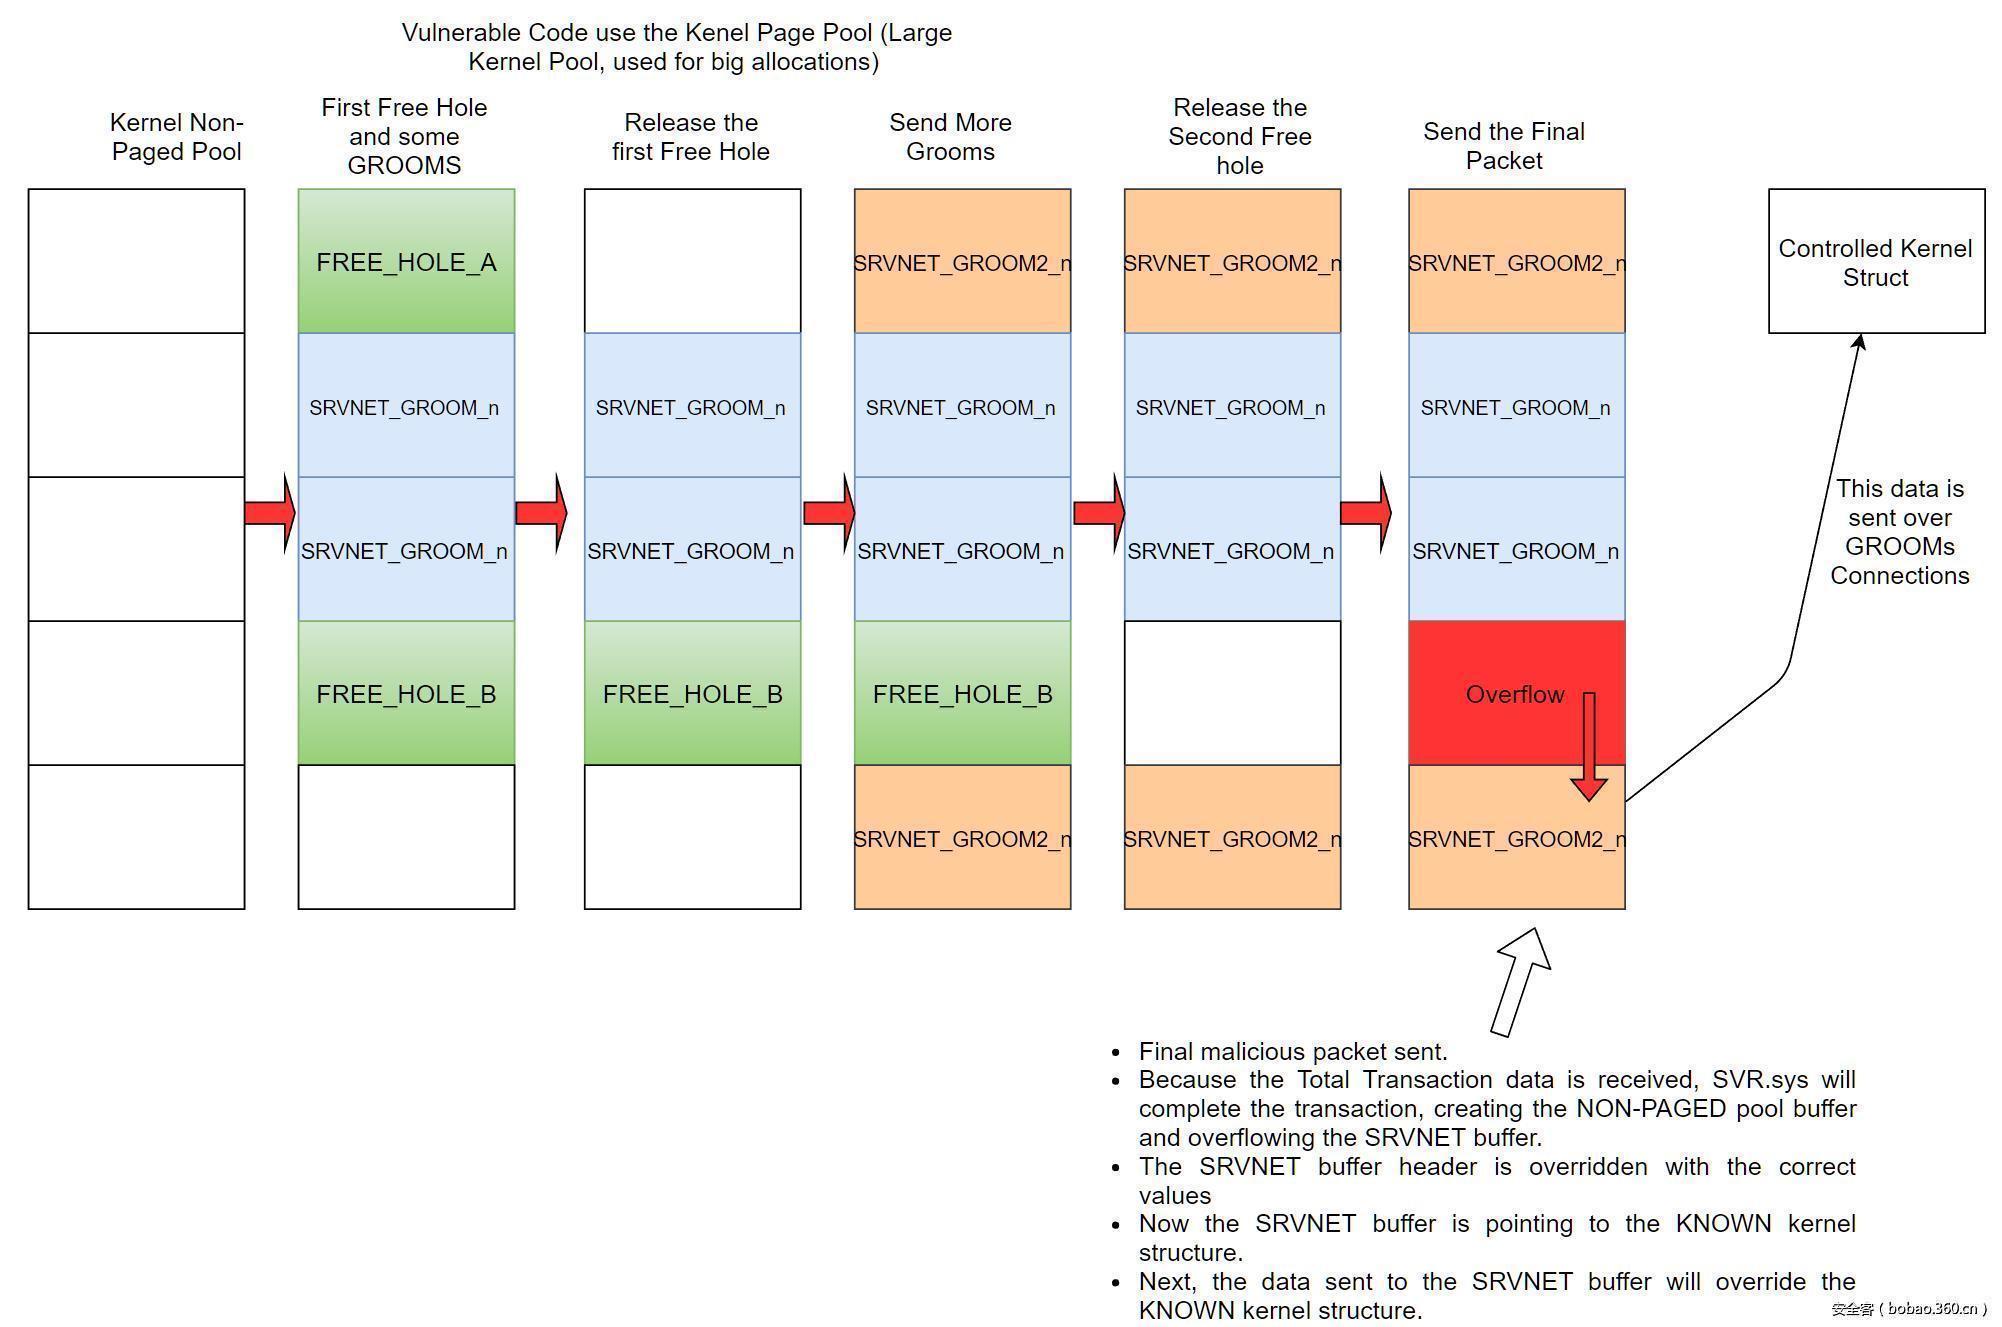 Vulnerable Code use the Kenel Page Pool (Large
Kernel Pool, used for big allocations)
Kernel Non-
Paged Pool
First Free Hole
and some
GROOMS
Release the
first Free Hole
Send More
Grooms
Release the
Second Free
hole
Send the Final
Packet
FREE_HOLE_A
SRVNET_GROOM2_n
SRVNET_GROOM2_n
SRVNET_GROOM2_n
Controlled Kernel
Struct
SRVNET_GROOM_n
SRVNET_GROOM_n
SRVNET_GROOM_n
SRVNET_GROOM_n
SRVNET_GROOM_n
This data is
sent over
GROOMs
Connections
SRVNET_GROOM_n
SRVNET_GROOM_n
SRVNET_GROOM_n
SRVNET_GROOM_n
SRVNET_GROOM_n
FREE_HOLE_B
FREE_HOLE_B
FREE_HOLE_B
Overflow
SRVNET_GROOM2_n
SRVNET_GROOM2_n
SRVNET_GROOM2_n
• Final malicious packet sent.
• Because the Total Transaction data is received, SVR.sys will
complete the transaction, creating the NON-PAGED pool buffer
and overflowing the SRVNET buffer.
• The SRVNET buffer header is overridden with the correct
values
• Now the SRVNET buffer is pointing to the KNOWN kernel
structure.
• Next, the data sent to the SRVNET buffer will override the
KNOWN kernel structure.
安全客 ( bobao.360.cn )